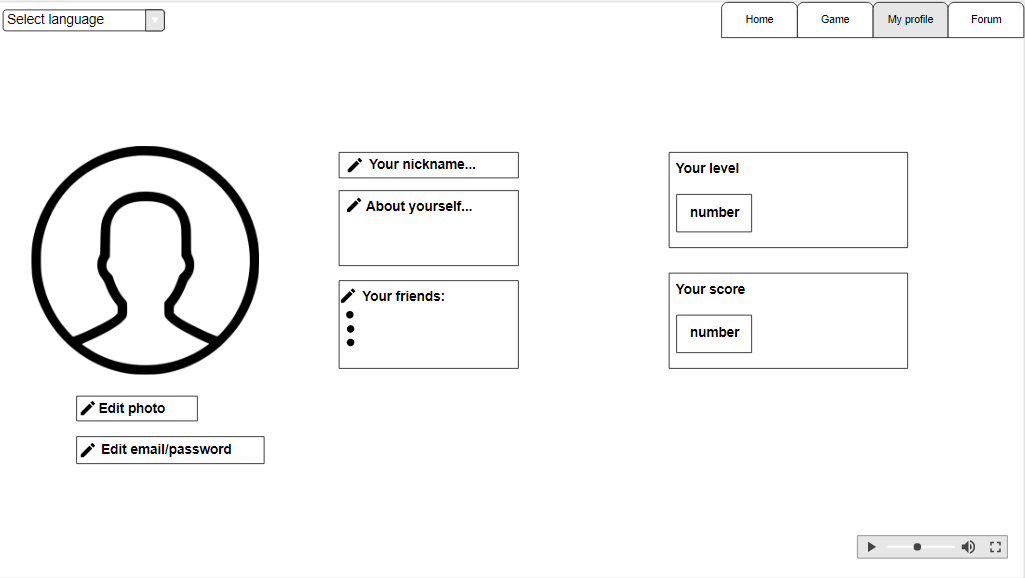 Select language
Home
Game
My profile
Forum
Your nickname...
About yourself...
Your friends:
Your level
number
Your score
number
Edit photo
Edit email/password